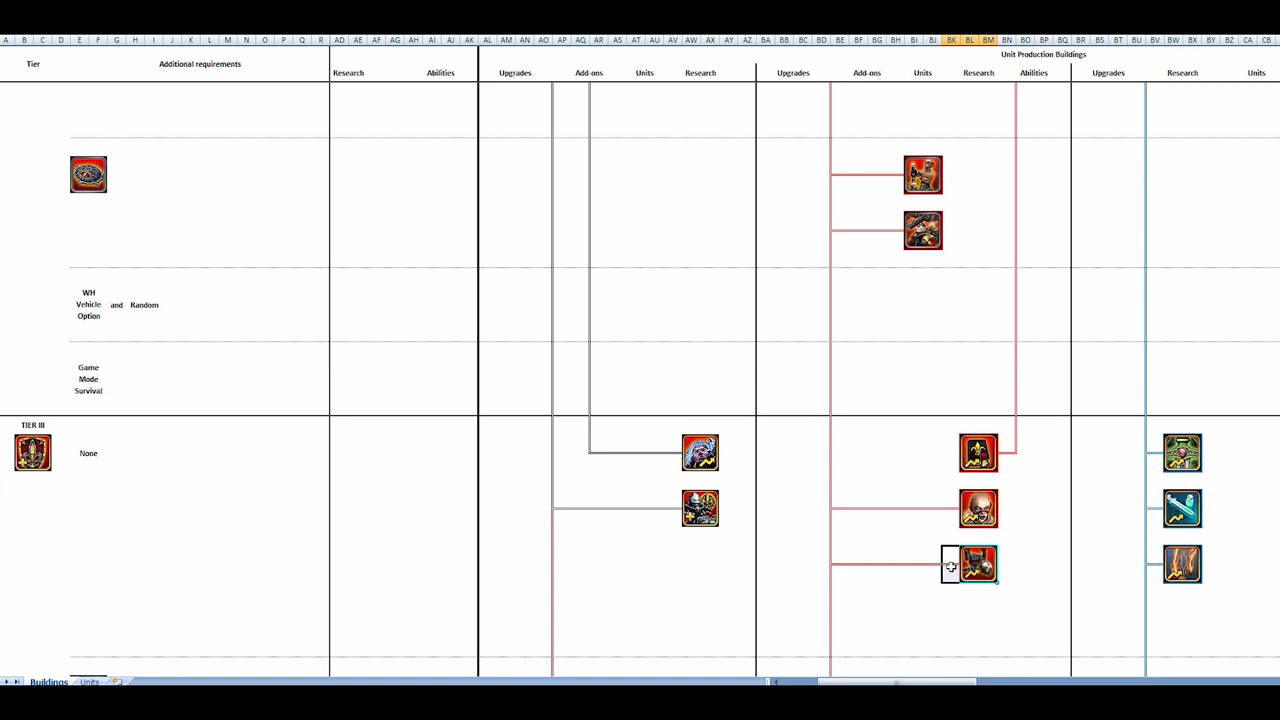 A B C D E F G H I J K L M N O P Q R AD AE AF AG AH AI AJ AK AL AM AN AO AP AQ AR AS AT AU AV AW AX AY AZ BA BB BC BD BE BF BG BH BI BJ BK BL BM BN BO BP BQ BR BS BT BU BV BW BX BY BZ CA CB
Unit Production Buildings
Tier Additional requirements
Research Abilities Upgrades Add-ons Units Research Upgrades Add-ons Units Research Abilities Upgrades Research Units
WH
Vehicle and Random
Option
Game
Mode
Survival
TIER III
None
Buildings Units